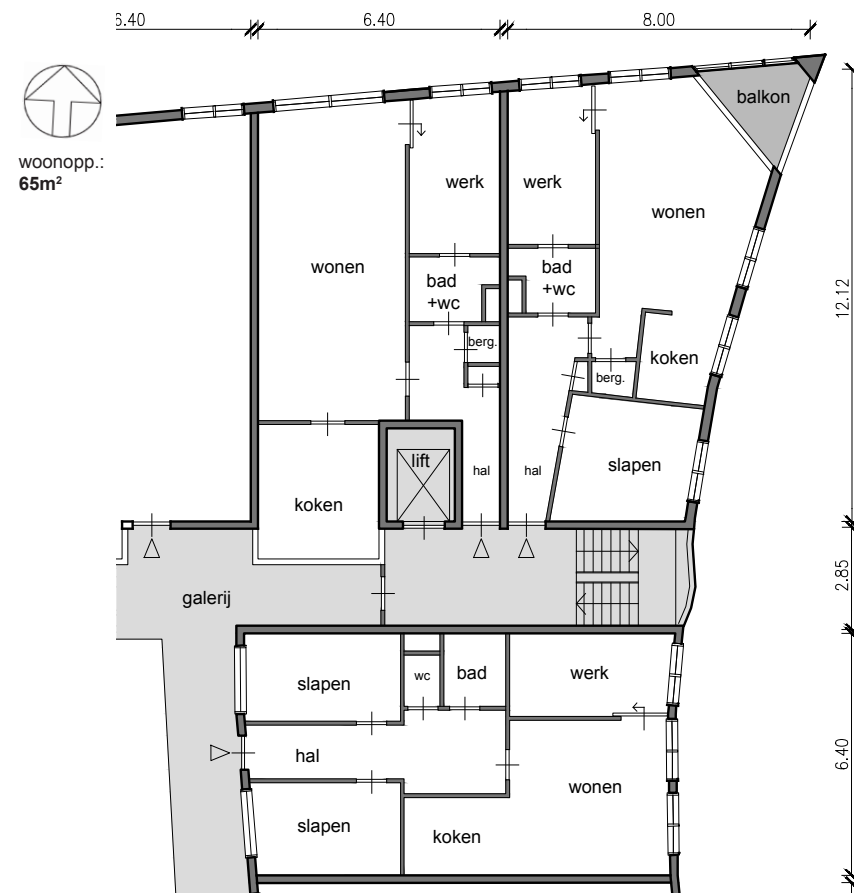 6.40
6.40
8.00
woonopp.:
65m²
balkon
werk
werk
wonen
wonen
bad
+wc
bad
+wc
12.12
berg.
koken
berg.
lift
slapen
hal
hal
koken
2.85
galerij
wc
bad
werk
slapen
6.40
hal
wonen
slapen
koken